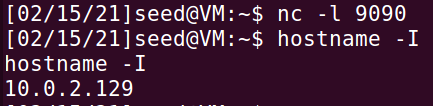 [02/15/21]seed@VM:~$ nc -l 9090
[02/15/21]seed@VM:~$ hostname -I
hostname -I
10.0.2.129